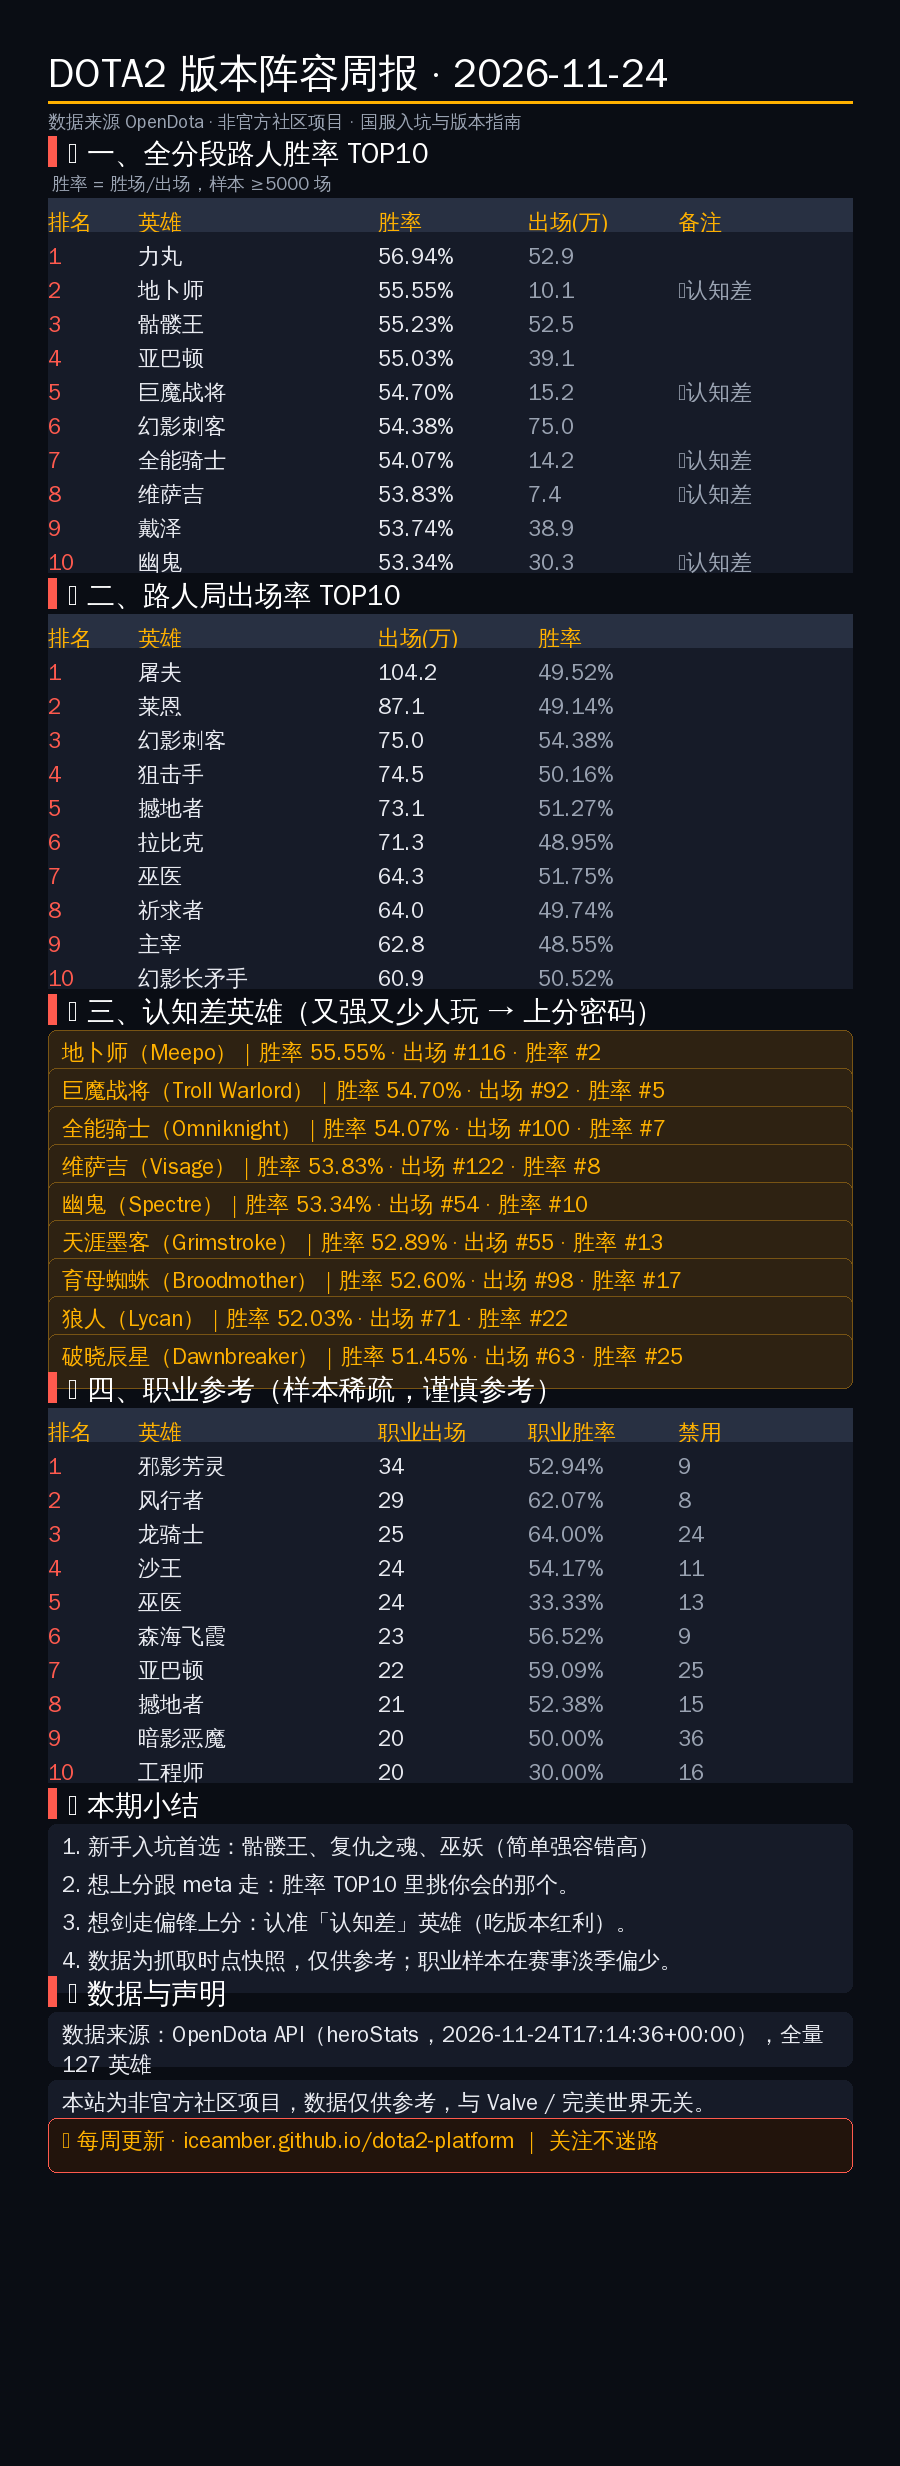 DOTA2 版本阵容周报 · 2026-11-24
数据来源 OpenDota · 非官方社区项目 · 国服入坑与版本指南
一、全分段路人胜率 TOP10
胜率 = 胜场/出场，样本 ≥5000 场
排名 英雄 胜率 出场(万) 备注
1 力丸 56.94% 52.9
2 地卜师 55.55% 10.1 认知差
3 骷髅王 55.23% 52.5
4 亚巴顿 55.03% 39.1
5 巨魔战将 54.70% 15.2 认知差
6 幻影刺客 54.38% 75.0
7 全能骑士 54.07% 14.2 认知差
8 维萨吉 53.83% 7.4 认知差
9 戴泽 53.74% 38.9
10 幽鬼 53.34% 30.3 认知差
二、路人局出场率 TOP10
排名 英雄 出场(万) 胜率
1 屠夫 104.2 49.52%
2 莱恩 87.1 49.14%
3 幻影刺客 75.0 54.38%
4 狙击手 74.5 50.16%
5 撼地者 73.1 51.27%
6 拉比克 71.3 48.95%
7 巫医 64.3 51.75%
8 祈求者 64.0 49.74%
9 主宰 62.8 48.55%
10 幻影长矛手 60.9 50.52%
三、认知差英雄（又强又少人玩 → 上分密码）
地卜师（Meepo）｜胜率 55.55% · 出场 #116 · 胜率 #2
巨魔战将（Troll Warlord）｜胜率 54.70% · 出场 #92 · 胜率 #5
全能骑士（Omniknight）｜胜率 54.07% · 出场 #100 · 胜率 #7
维萨吉（Visage）｜胜率 53.83% · 出场 #122 · 胜率 #8
幽鬼（Spectre）｜胜率 53.34% · 出场 #54 · 胜率 #10
天涯墨客（Grimstroke）｜胜率 52.89% · 出场 #55 · 胜率 #13
育母蜘蛛（Broodmother）｜胜率 52.60% · 出场 #98 · 胜率 #17
狼人（Lycan）｜胜率 52.03% · 出场 #71 · 胜率 #22
破晓辰星（Dawnbreaker）｜胜率 51.45% · 出场 #63 · 胜率 #25
四、职业参考（样本稀疏，谨慎参考）
排名 英雄 职业出场 职业胜率 禁用
1 邪影芳灵 34 52.94% 9
2 风行者 29 62.07% 8
3 龙骑士 25 64.00% 24
4 沙王 24 54.17% 11
5 巫医 24 33.33% 13
6 森海飞霞 23 56.52% 9
7 亚巴顿 22 59.09% 25
8 撼地者 21 52.38% 15
9 暗影恶魔 20 50.00% 36
10 工程师 20 30.00% 16
本期小结
1. 新手入坑首选：骷髅王、复仇之魂、巫妖（简单强容错高）
2. 想上分跟 meta 走：胜率 TOP10 里挑你会的那个。
3. 想剑走偏锋上分：认准「认知差」英雄（吃版本红利）。
4. 数据为抓取时点快照，仅供参考；职业样本在赛事淡季偏少。
数据与声明
数据来源：OpenDota API（heroStats，2026-11-24T17:14:36+00:00），全量
127 英雄
本站为非官方社区项目，数据仅供参考，与 Valve / 完美世界无关。
每周更新 · iceamber.github.io/dota2-platform ｜ 关注不迷路